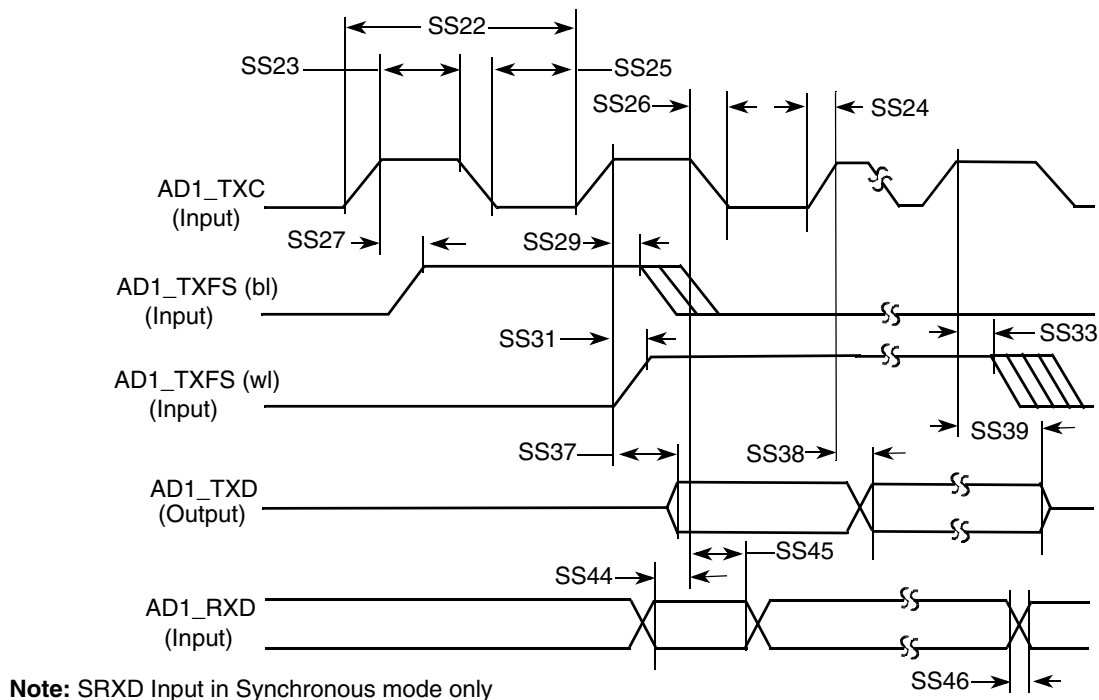 SS22
SS23
SS25
SS26
SS24
AD1_TXC
(Input)
SS27
SS29
AD1_TXFS (bl)
(Input)
SS31
SS33
AD1_TXFS (wl)
(Input)
SS39
SS37
SS38
AD1_TXD
(Output)
SS45
SS44
AD1_RXD
(Input)
SS46
Note: SRXD Input in Synchronous mode only